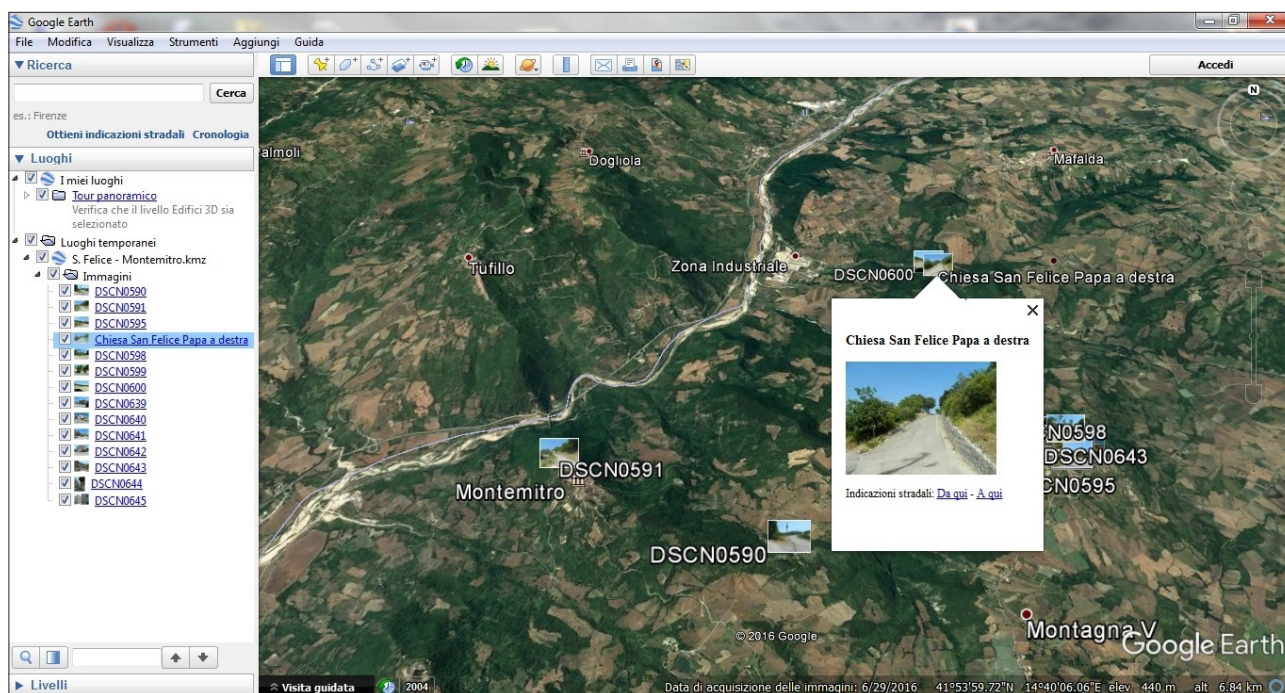 Google Earth
File Modifica Visualizza Strumenti Aggiungi Guida
Ricerca
Cerca
es.: Firenze
Ottieni indicazioni stradali Cronologia
Luoghi
I miei luoghi
Tour panoramico
Verifica che il livello Edifici 3D sia
selezionato
Luoghi temporanei
S. Felice - Montemitro.kmz
Immagini
DSCN0590
DSCN0591
DSCN0595
Chiesa San Felice Papa a destra
DSCN0598
DSCN0599
DSCN0600
DSCN0639
DSCN0640
DSCN0641
DSCN0642
DSCN0643
DSCN0644
DSCN0645
Livelli
Accedi
N
almoli
Dogliola
Mafalda
Tufillo
Zona Industriale
DSCN0600
Chiesa San Felice Papa a destra
Chiesa San Felice Papa a destra
Indicazioni stradali: Da qui - A qui
CN0598
DSCN0643
CN0595
DSCN0591
Montemitro
DSCN0590
Montagna V
© 2016 Google
Google Earth
Visita guidata
2004
Data di acquisizione delle immagini: 6/29/2016 41°53'59.72"N 14°40'06.06"E elev 440 m alt 6.84 km